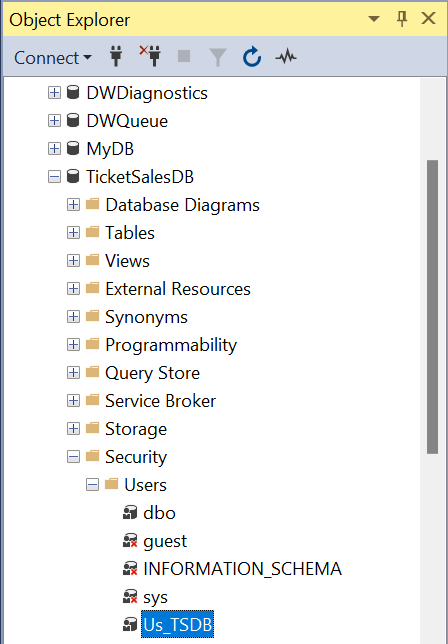 Object Explorer
Connect
DWDiagnostics
DWQueue
MyDB
TicketSalesDB
Database Diagrams
Tables
Views
External Resources
Synonyms
Programmability
Query Store
Service Broker
Storage
Security
Users
dbo
guest
INFORMATION_SCHEMA
sys
Us_TSDB